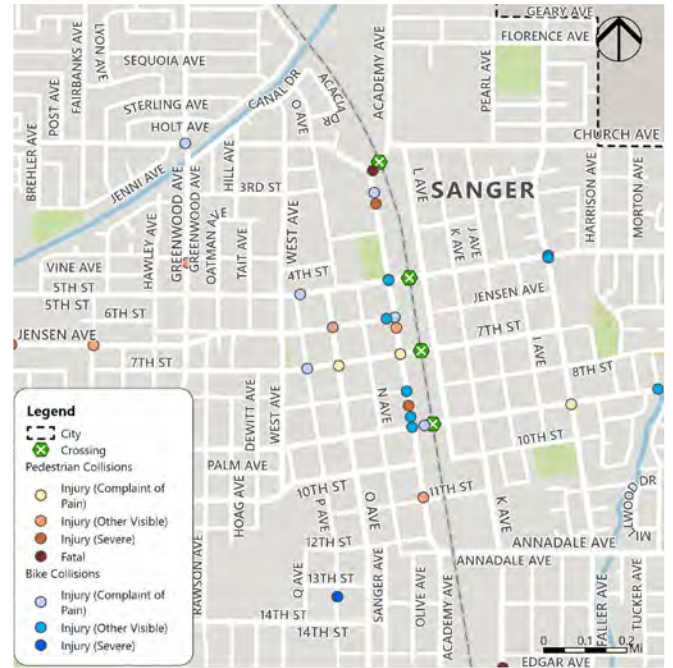 GEARY AVE
FLORENCE AVE
LYON AVE
FAIRBANKS AVE
POST AVE
BREHLER AVE
SEQUOIA AVE
STERLING AVE
HOLT AVE
CANAL DR
ACACIA DR
O AVE
ACADEMY AVE
PEARL AVE
CHURCH AVE
JENNI AVE
GREENWOOD AVE
GREENWOOD AVE
HILL AVE
3RD ST
L AVE
SANGER
HARRISON AVE
MORTON AVE
HAWLEY AVE
OATMAN AVE
TAIT AVE
WEST AVE
K AVE
J AVE
VINE AVE
5TH ST
5TH ST
4TH ST
6TH ST
JENSEN AVE
JENSEN AVE
7TH ST
7TH ST
I AVE
8TH ST
DEWITT AVE
WEST AVE
N AVE
10TH ST
PALM AVE
HOAG AVE
10TH ST
P AVE
O AVE
11TH ST
K AVE
MITWOOD DR
12TH ST
ANNADALE AVE
ANNADALE AVE
RAWSON AVE
Q AVE
13TH ST
SANGER AVE
OLIVE AVE
ACADEMY AVE
FALLER AVE
TUCKER AVE
14TH ST
14TH ST
EDGAR AVE
0 0.1 0.2
Mi
Legend
City
Crossing
Pedestrian Collisions
Injury (Complaint of
Pain)
Injury (Other Visible)
Injury (Severe)
Fatal
Bike Collisions
Injury (Complaint of
Pain)
Injury (Other Visible)
Injury (Severe)